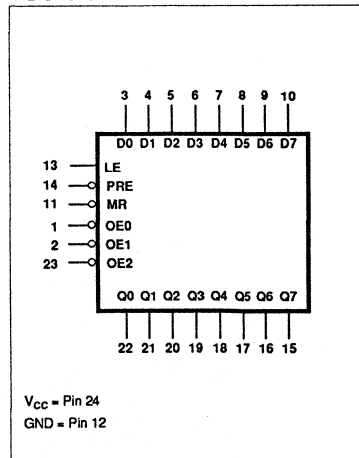 3 4 5 6 7 8 9 10
D0 D1 D2 D3 D4 D5 D6 D7
13 LE
14 PRE
11 MR
1 OE0
2 OE1
23 OE2
Q0 Q1 Q2 Q3 Q4 Q5 Q6 Q7
22 21 20 19 18 17 16 15
VCC = Pin 24
GND = Pin 12